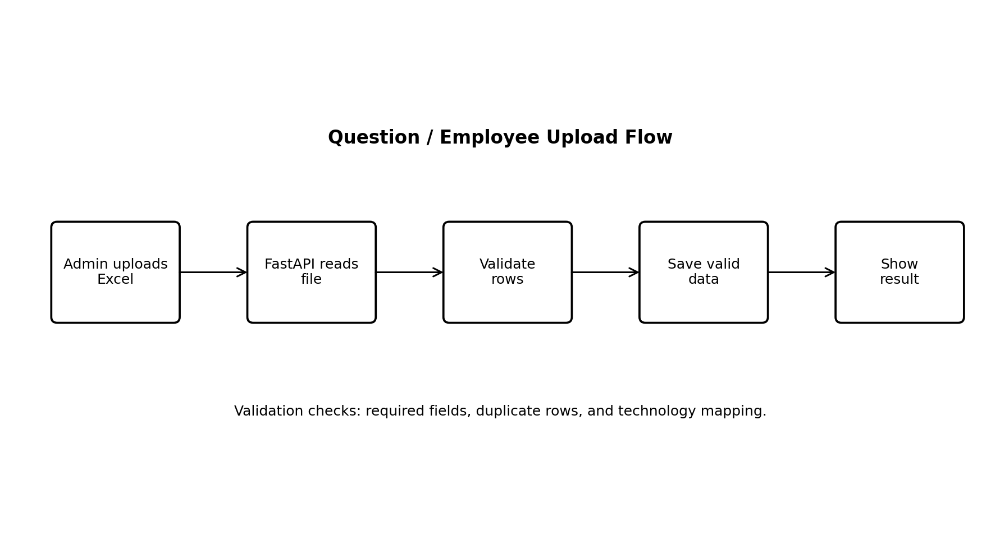 Question / Employee Upload Flow
Admin uploads
Excel
FastAPI reads
file
Validate
rows
Save valid
data
Show
result
Validation checks: required fields, duplicate rows, and technology mapping.